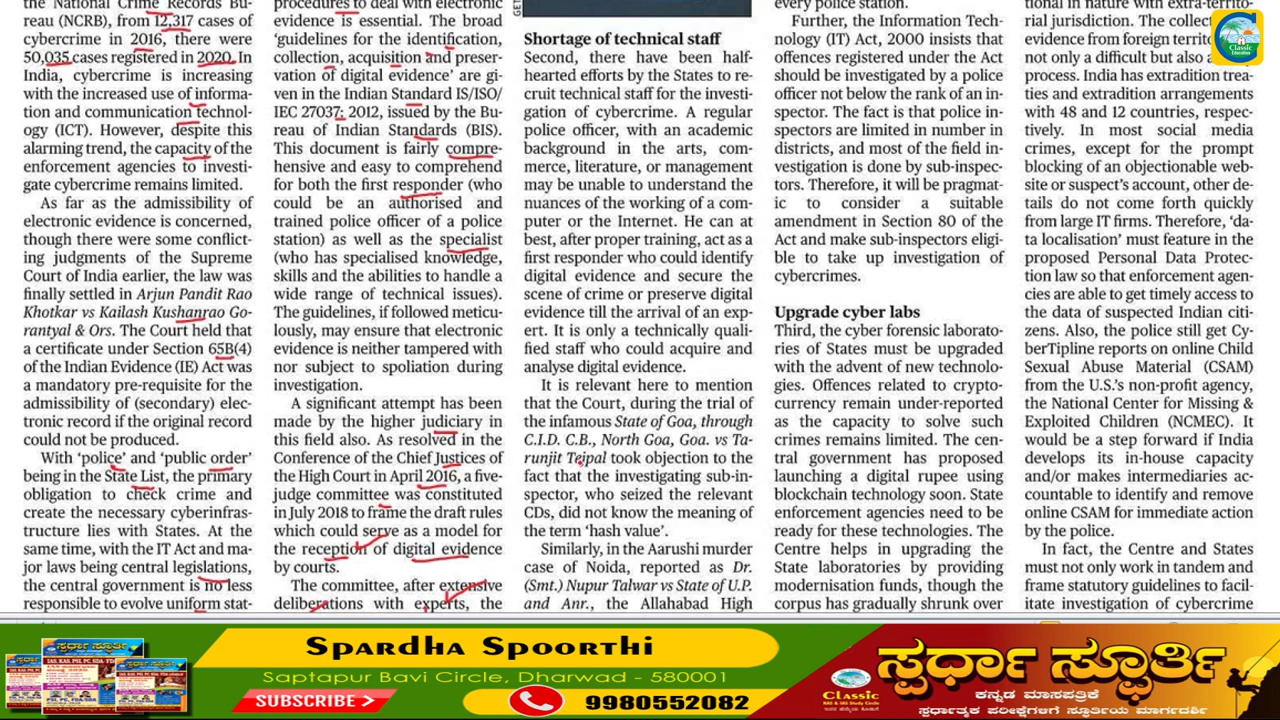 the National Crime Records Bu-
reau (NCRB), from 12,317 cases of
cybercrime in 2016, there were
50,035 cases registered in 2020. In
India, cybercrime is increasing
with the increased use of informa-
tion and communication technol-
ogy (ICT). However, despite this
alarming trend, the capacity of the
enforcement agencies to investi-
gate cybercrime remains limited.
As far as the admissibility of
electronic evidence is concerned,
though there were some conflict-
ing judgments of the Supreme
Court of India earlier, the law was
finally settled in Arjun Pandit Rao
Khotkar vs Kailash Kushanrao Go-
rantyal & Ors. The Court held that
a certificate under Section 65B(4)
of the Indian Evidence (IE) Act was
a mandatory pre-requisite for the
admissibility of (secondary) elec-
tronic record if the original record
could not be produced.
With ‘police’ and ‘public order’
being in the State List, the primary
obligation to check crime and
create the necessary cyberinfras-
tructure lies with States. At the
same time, with the IT Act and ma-
jor laws being central legislations,
the central government is no less
responsible to evolve uniform stat-
procedures to deal with electronic
evidence is essential. The broad
‘guidelines for the identification,
collection, acquisition and preser-
vation of digital evidence’ are gi-
ven in the Indian Standard IS/ISO/
IEC 27037: 2012, issued by the Bu-
reau of Indian Standards (BIS).
This document is fairly compre-
hensive and easy to comprehend
for both the first responder (who
could be an authorised and
trained police officer of a police
station) as well as the specialist
(who has specialised knowledge,
skills and the abilities to handle a
wide range of technical issues).
The guidelines, if followed meticu-
lously, may ensure that electronic
evidence is neither tampered with
nor subject to spoliation during
investigation.
A significant attempt has been
made by the higher judiciary in
this field also. As resolved in the
Conference of the Chief Justices of
the High Court in April 2016, a five-
judge committee was constituted
in July 2018 to frame the draft rules
which could serve as a model for
the reception of digital evidence
by courts.
The committee, after extensive
deliberations with experts, the
GET
Shortage of technical staff
Second, there have been half-
hearted efforts by the States to re-
cruit technical staff for the investi-
gation of cybercrime. A regular
police officer, with an academic
background in the arts, com-
merce, literature, or management
may be unable to understand the
nuances of the working of a com-
puter or the Internet. He can at
best, after proper training, act as a
first responder who could identify
digital evidence and secure the
scene of crime or preserve digital
evidence till the arrival of an exp-
ert. It is only a technically quali-
fied staff who could acquire and
analyse digital evidence.
It is relevant here to mention
that the Court, during the trial of
the infamous State of Goa, through
C.I.D. C.B., North Goa, Goa. vs Ta-
runjit Tejpal took objection to the
fact that the investigating sub-in-
spector, who seized the relevant
CDs, did not know the meaning of
the term ‘hash value’.
Similarly, in the Aarushi murder
case of Noida, reported as Dr.
(Smt.) Nupur Talwar vs State of U.P.
and Anr., the Allahabad High
every police station.
Further, the Information Tech-
nology (IT) Act, 2000 insists that
offences registered under the Act
should be investigated by a police
officer not below the rank of an in-
spector. The fact is that police in-
spectors are limited in number in
districts, and most of the field in-
vestigation is done by sub-inspec-
tors. Therefore, it will be pragmat-
ic to consider a suitable
amendment in Section 80 of the
Act and make sub-inspectors eligi-
ble to take up investigation of
cybercrimes.
Upgrade cyber labs
Third, the cyber forensic laborato-
ries of States must be upgraded
with the advent of new technolo-
gies. Offences related to crypto-
currency remain under-reported
as the capacity to solve such
crimes remains limited. The cen-
tral government has proposed
launching a digital rupee using
blockchain technology soon. State
enforcement agencies need to be
ready for these technologies. The
Centre helps in upgrading the
State laboratories by providing
modernisation funds, though the
corpus has gradually shrunk over
tional in nature with extra-territo-
rial jurisdiction. The collec
evidence from foreign territo
not only a difficult but also a
process. India has extradition trea-
ties and extradition arrangements
with 48 and 12 countries, respec-
tively. In most social media
crimes, except for the prompt
blocking of an objectionable web-
site or suspect’s account, other de-
tails do not come forth quickly
from large IT firms. Therefore, ‘da-
ta localisation’ must feature in the
proposed Personal Data Protec-
tion law so that enforcement agen-
cies are able to get timely access to
the data of suspected Indian citi-
zens. Also, the police still get Cy-
berTipline reports on online Child
Sexual Abuse Material (CSAM)
from the U.S.’s non-profit agency,
the National Center for Missing &
Exploited Children (NCMEC). It
would be a step forward if India
develops its in-house capacity
and/or makes intermediaries ac-
countable to identify and remove
online CSAM for immediate action
by the police.
In fact, the Centre and States
must not only work in tandem and
frame statutory guidelines to facil-
itate investigation of cybercrime
Classic
Education
Spardha Spoorthi
Saptapur Bavi Circle, Dharwad - 580001
SUBSCRIBE
9980552082
Classic
IAS & KAS Study Circle
ಸ್ಪರ್ಧಾ ಸ್ಫೂರ್ತಿ
ಕನ್ನಡ ಮಾಸಪತ್ರಿಕೆ
ಸ್ಪರ್ಧಾತ್ಮಕ ಪರೀಕ್ಷೆಗಳಿಗೆ ಸ್ಫೂರ್ತಿಯ ಮಾರ್ಗದರ್ಶಿ